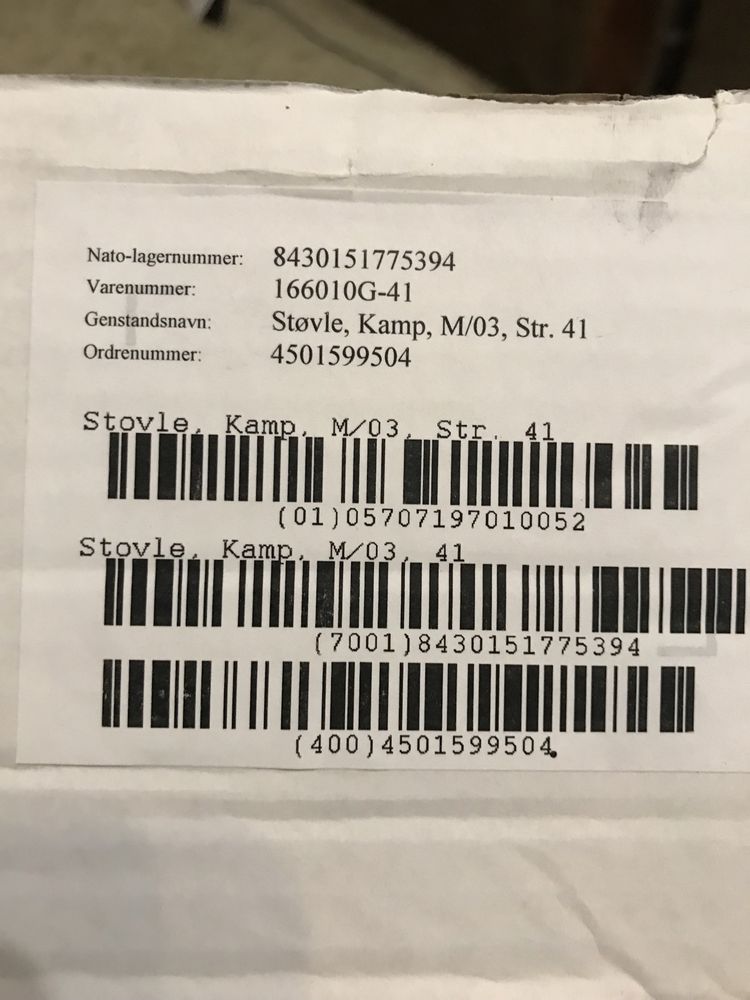 Nato-lagernummer: 8430151775394
Varenummer: 166010G-41
Genstandsnavn: Støvle, Kamp, M/03, Str. 41
Ordrenummer: 4501599504
Stovle, Kamp, M/03, Str. 41
(01)05707197010052
Stovle, Kamp, M/03, 41
(7001)8430151775394
(400)4501599504